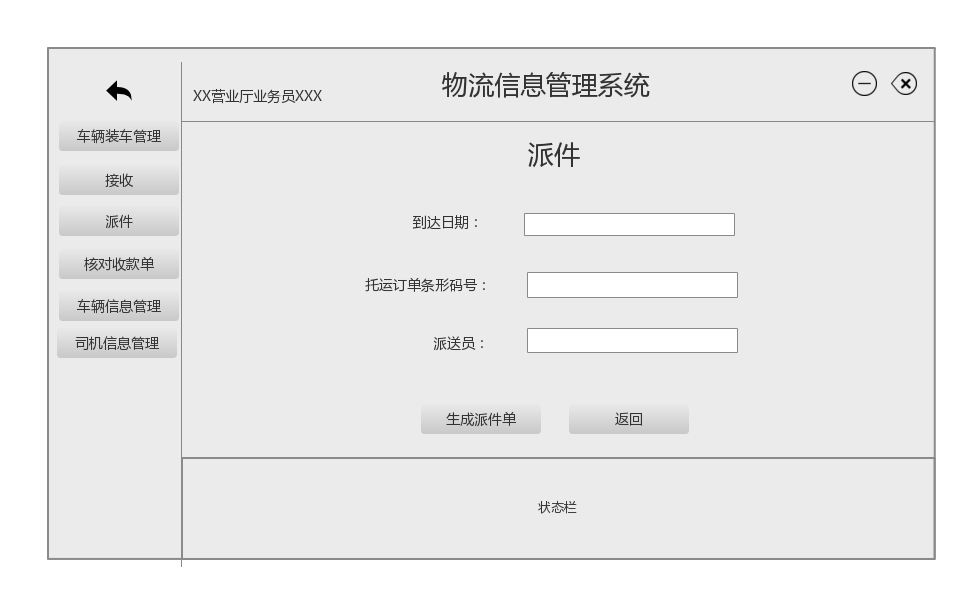 物流信息管理系统
XX营业厅业务员XXX
车辆装车管理
接收
派件
核对收款单
车辆信息管理
司机信息管理
派件
到达日期：
托运订单条形码号：
派送员：
生成派件单
返回
状态栏